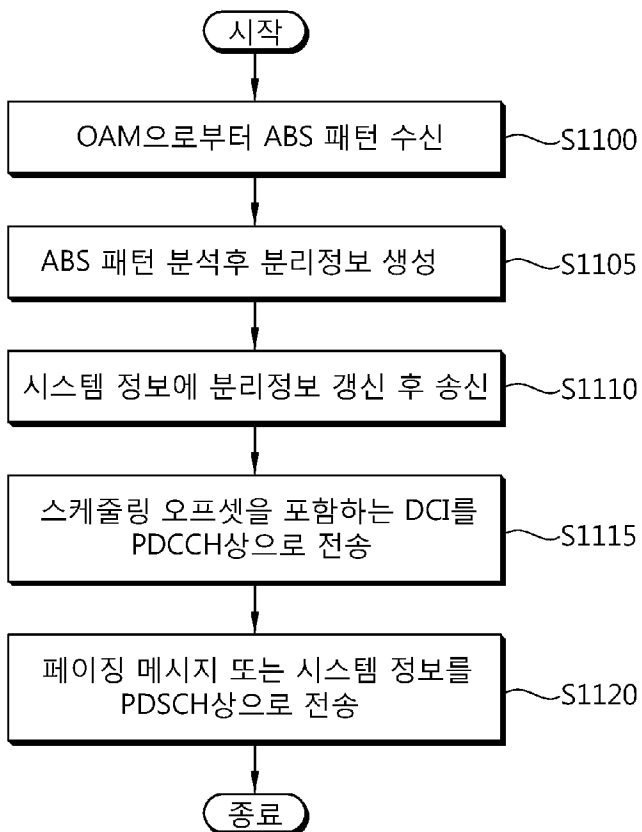 시작
OAM으로부터 ABS 패턴 수신
S1100
ABS 패턴 분석후 분리정보 생성
S1105
시스템 정보에 분리정보 갱신 후 송신
S1110
스케줄링 오프셋을 포함하는 DCI를
PDCCH상으로 전송
S1115
페이징 메시지 또는 시스템 정보를
PDSCH상으로 전송
S1120
종료